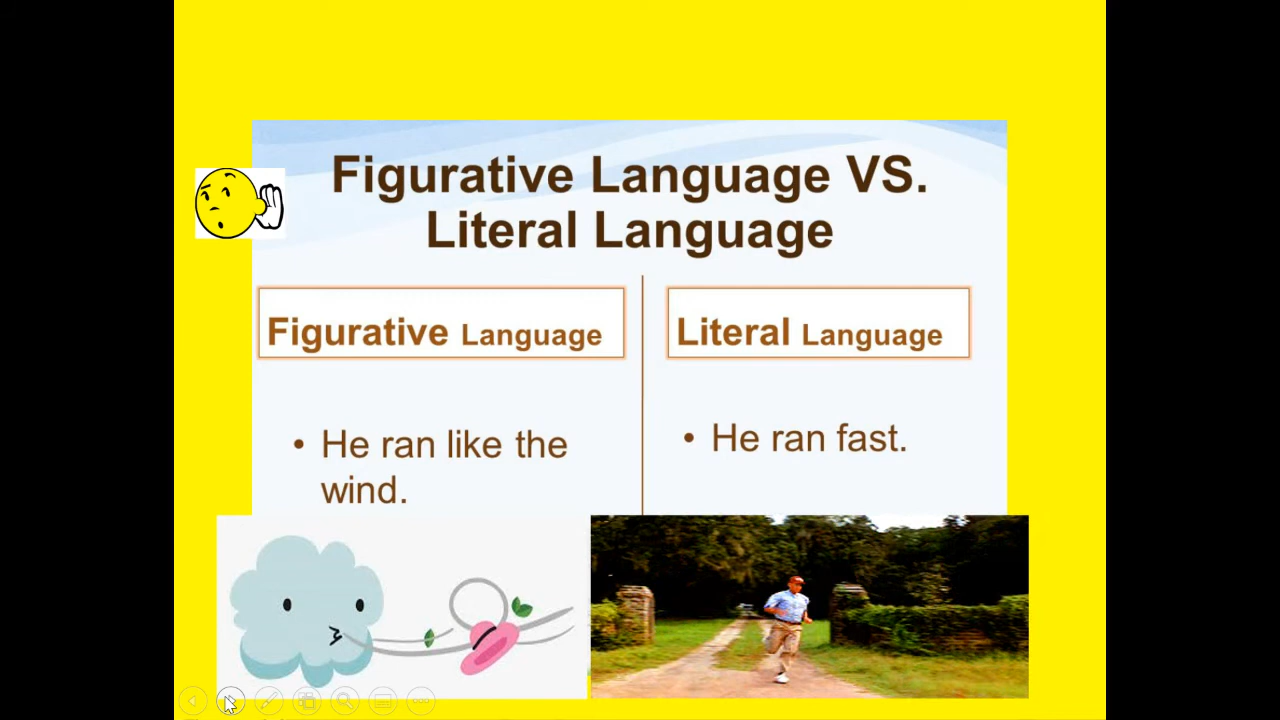 Figurative Language VS.
Literal Language
Figurative Language
Literal Language
• He ran like the
wind.
• He ran fast.